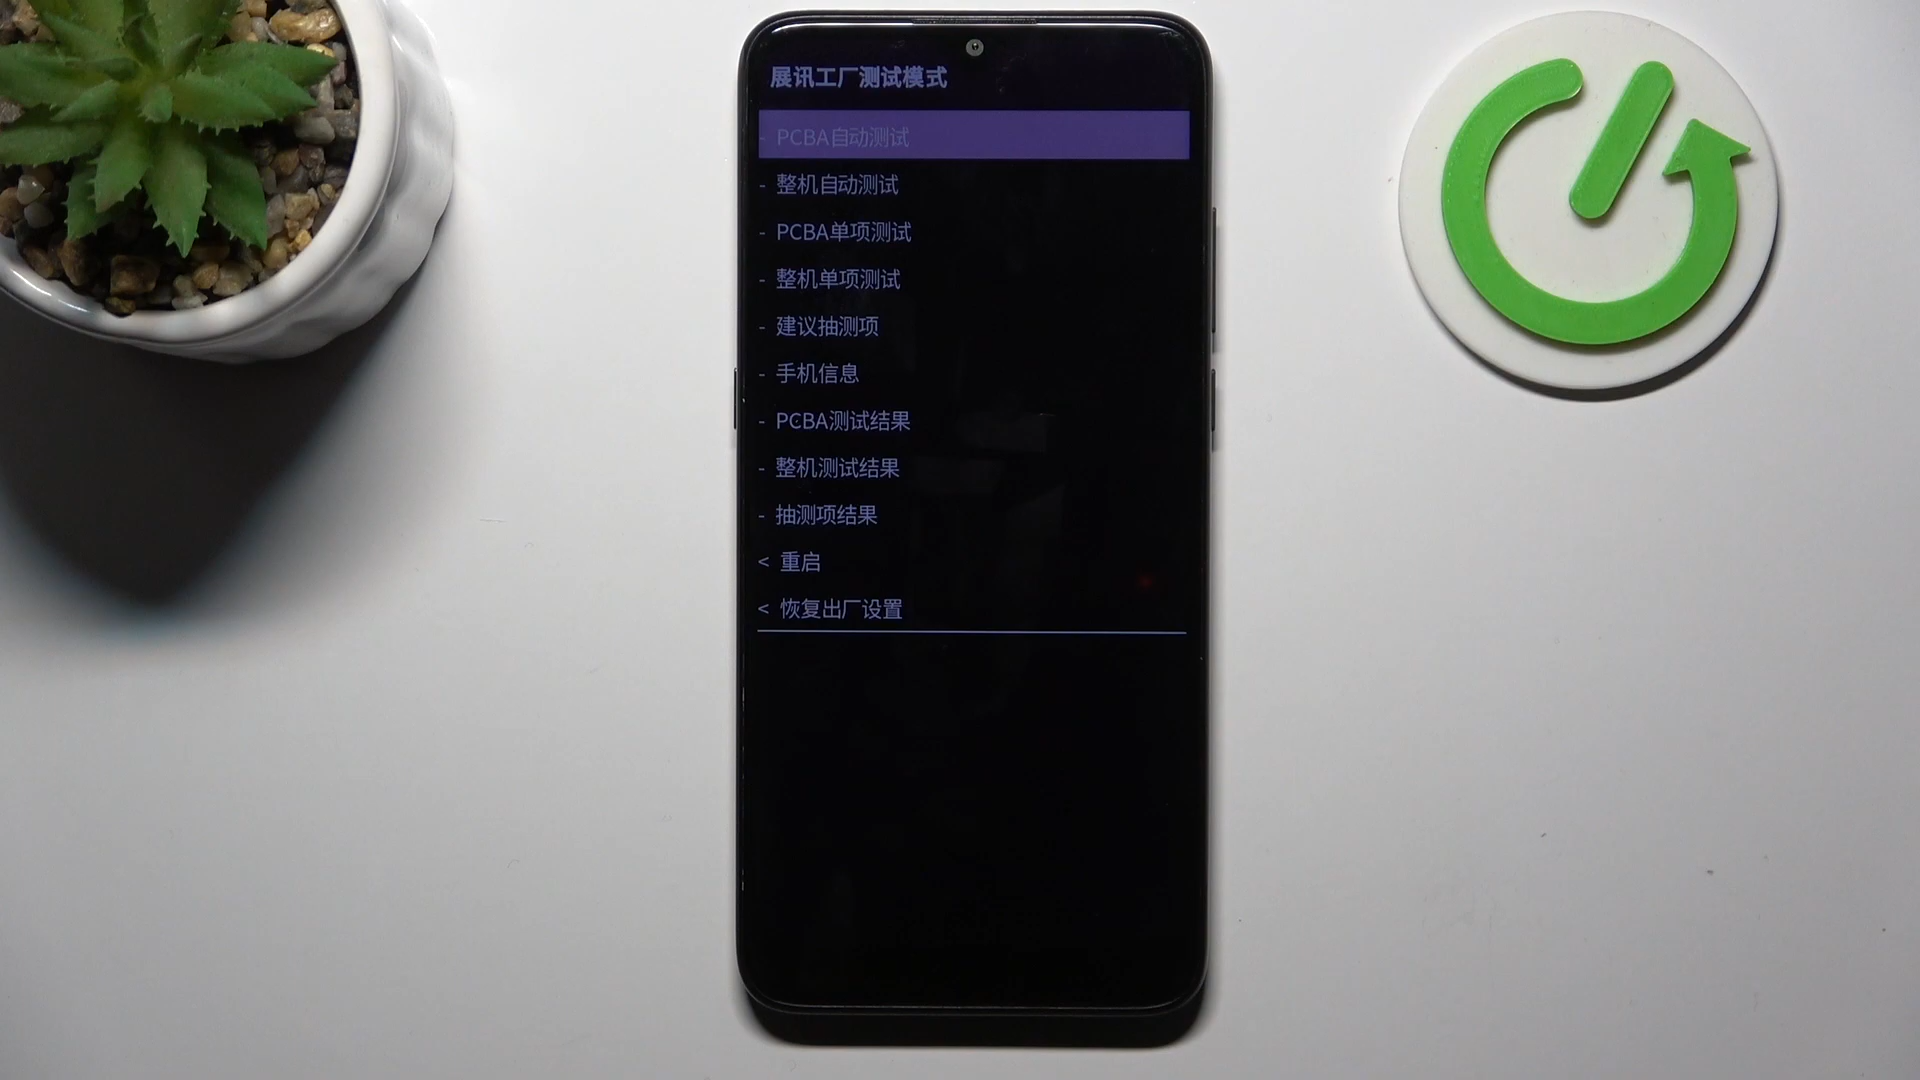 展讯工厂测试模式
- PCBA自动测试
- 整机自动测试
- PCBA单项测试
- 整机单项测试
- 建议抽测项
- 手机信息
- PCBA测试结果
- 整机测试结果
- 抽测项结果
< 重启
< 恢复出厂设置